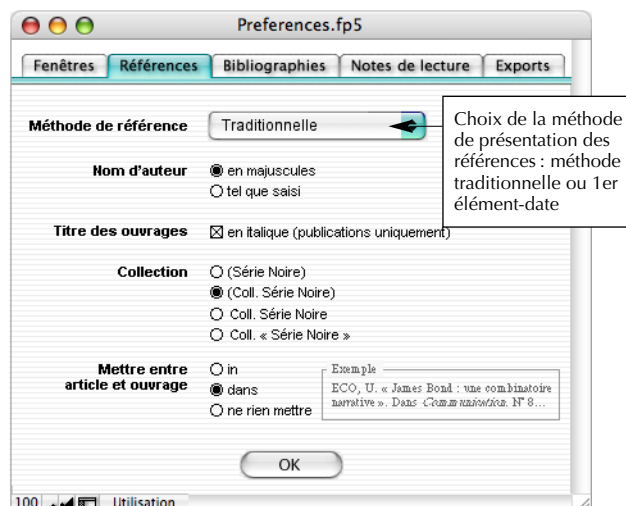 Preferences.fp5
Fenêtres Références Bibliographies Notes de lecture Exports
Méthode de référence Traditionnelle
Choix de la méthode
de présentation des
références : méthode
traditionnelle ou 1er
élément-date
Nom d'auteur en majuscules
tel que saisi
Titre des ouvrages en italique (publications uniquement)
Collection (Série Noire)
(Coll. Série Noire)
Coll. Série Noire
Coll. « Série Noire »
Mettre entre
article et ouvrage
in
dans
ne rien mettre
Exemple
ECO, U. « James Bond : une combinatoire
narrative ». Dans Communication. N° 8...
OK
100 Utilisation